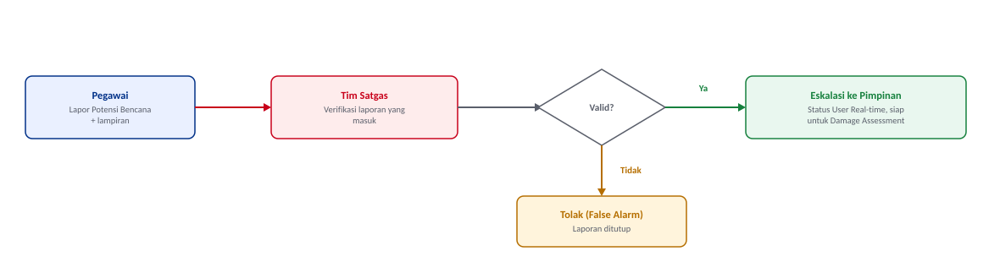 Pegawai
Lapor Potensi Bencana
+ lampiran
Tim Satgas
Verifikasi laporan yang
masuk
Valid?
Ya
Eskalasi ke Pimpinan
Status User Real-time, siap
untuk Damage Assessment
Tidak
Tolak (False Alarm)
Laporan ditutup